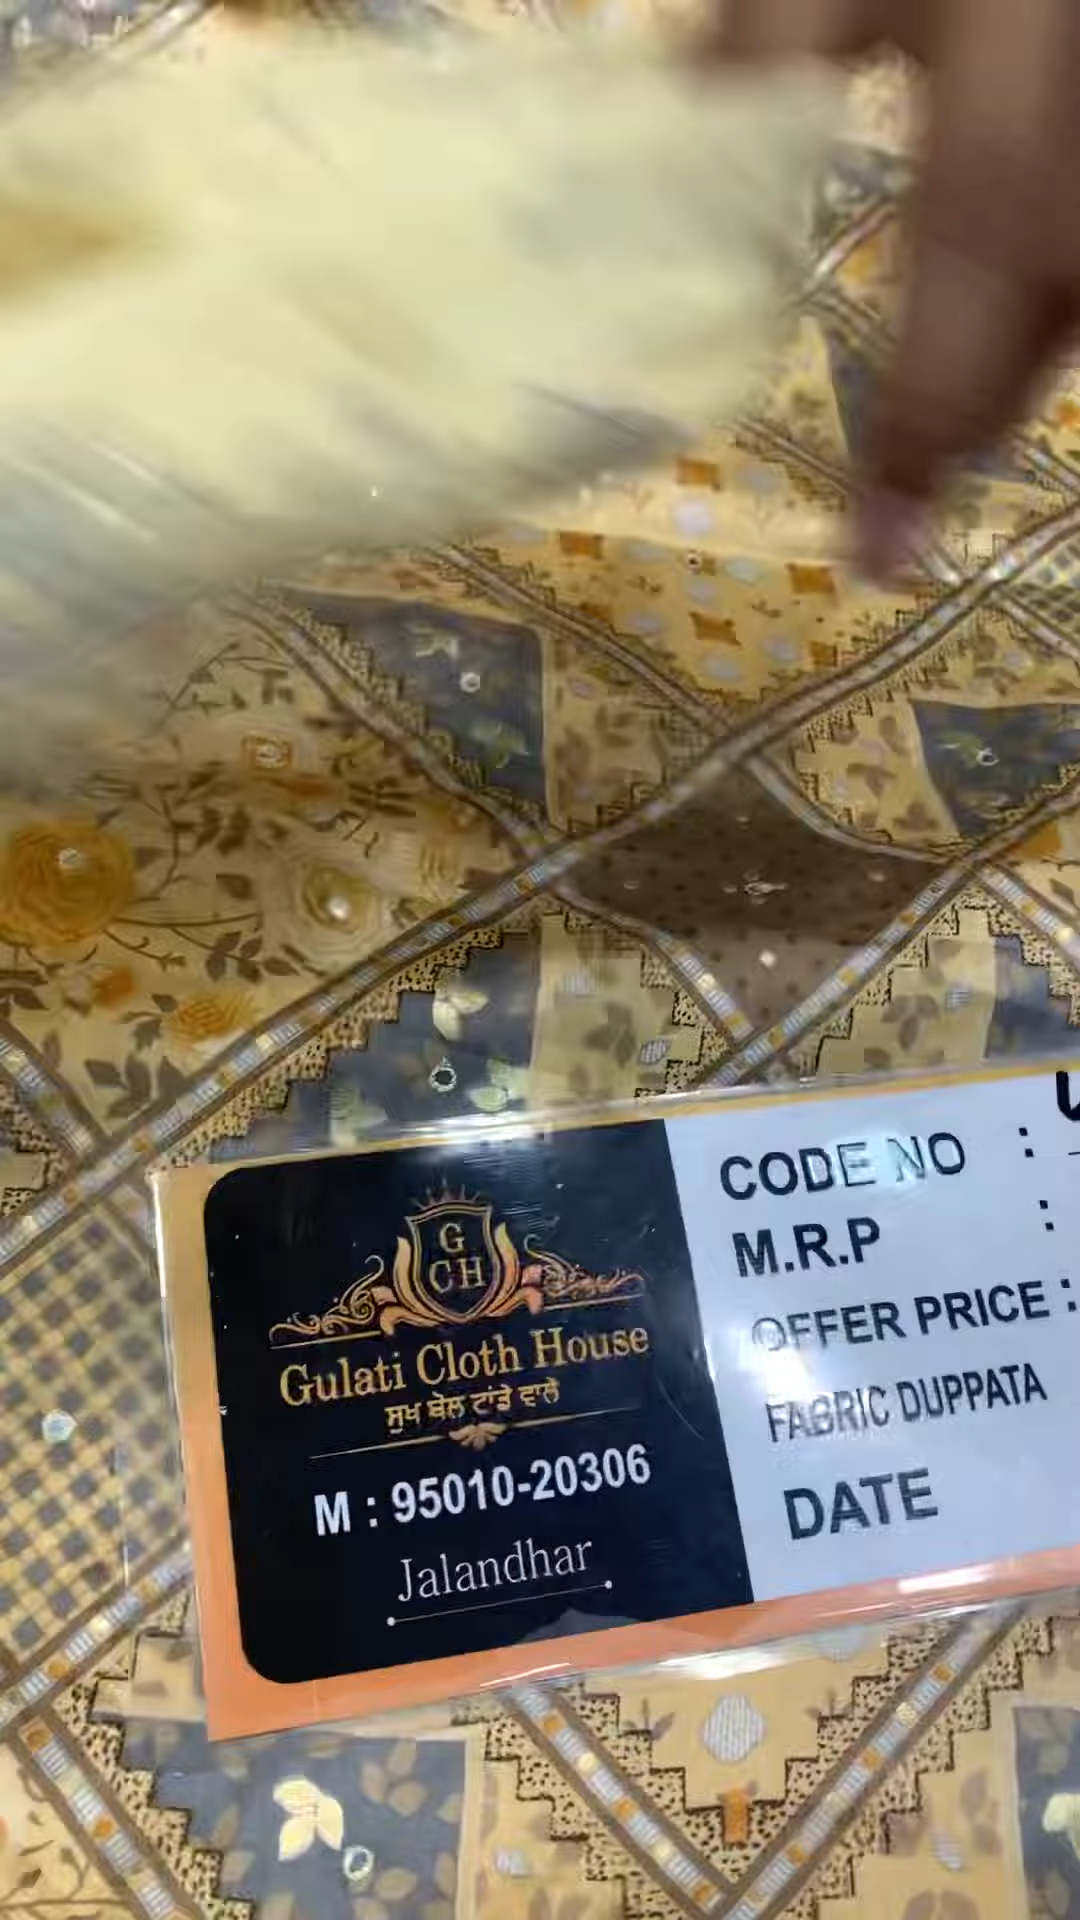 G
CH
Gulati Cloth House
ਸੁਖ ਬੋਲ ਟਾਂਡੇ ਵਾਲੇ
M : 95010-20306
Jalandhar
CODE NO :
M.R.P :
OFFER PRICE :
FABRIC DUPPATA
DATE